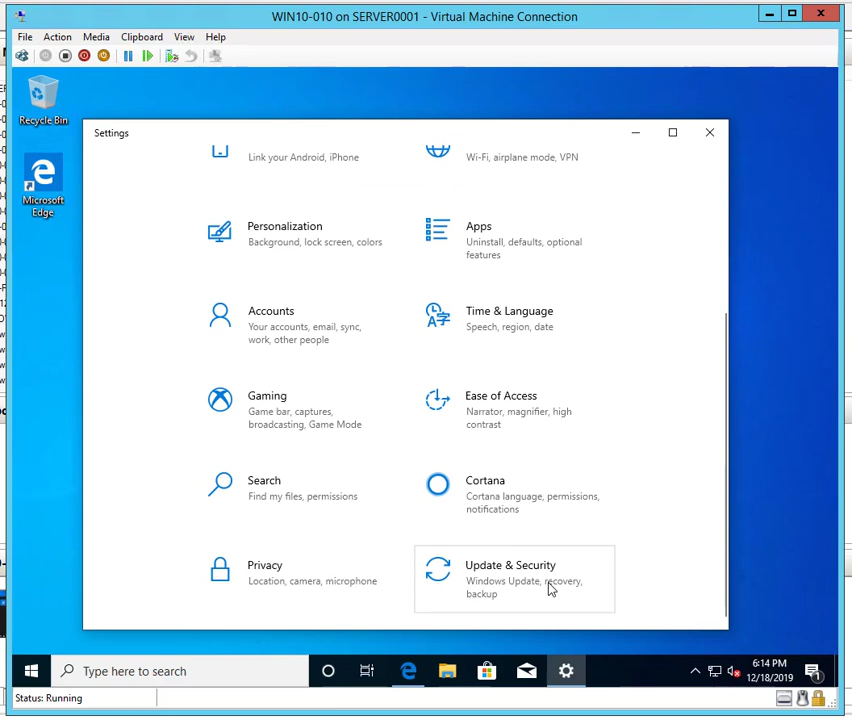 WIN10-010 on SERVER0001 - Virtual Machine Connection
File Action Media Clipboard View Help
Recycle Bin
Microsoft
Edge
Settings
Link your Android, iPhone
Wi-Fi, airplane mode, VPN
Personalization
Background, lock screen, colors
Apps
Uninstall, defaults, optional
features
Accounts
Your accounts, email, sync,
work, other people
Time & Language
Speech, region, date
Gaming
Game bar, captures,
broadcasting, Game Mode
Ease of Access
Narrator, magnifier, high
contrast
Search
Find my files, permissions
Cortana
Cortana language, permissions,
notifications
Privacy
Location, camera, microphone
Update & Security
Windows Update, recovery,
backup
Type here to search
6:14 PM
12/18/2019
1
Status: Running